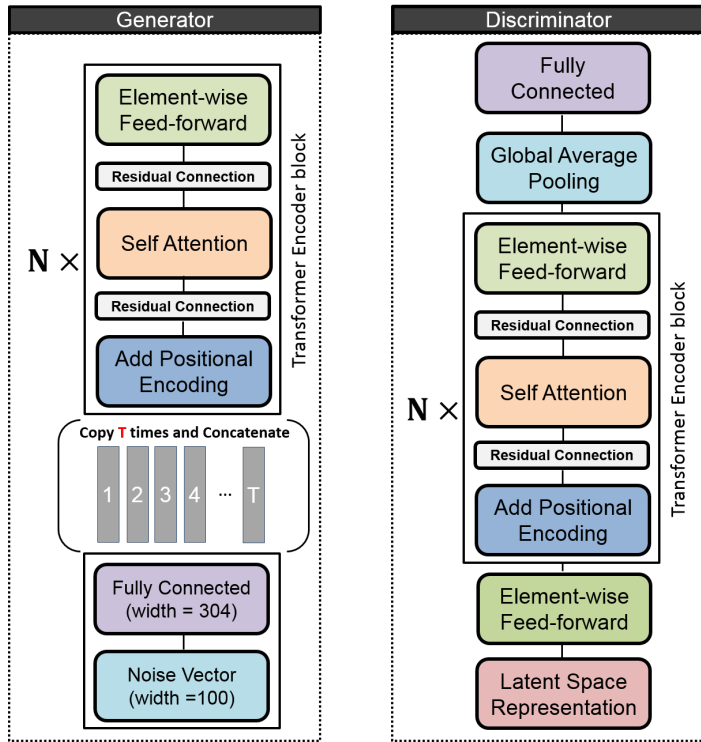 Generator
Element-wise
Feed-forward
Residual Connection
Self Attention
Residual Connection
Add Positional
Encoding
N ×
Transformer Encoder block
Copy T times and Concatenate
1 2 3 4 ... T
Fully Connected
(width = 304)
Noise Vector
(width =100)
Discriminator
Fully
Connected
Global Average
Pooling
Element-wise
Feed-forward
Residual Connection
Self Attention
Residual Connection
Add Positional
Encoding
N ×
Transformer Encoder block
Element-wise
Feed-forward
Latent Space
Representation